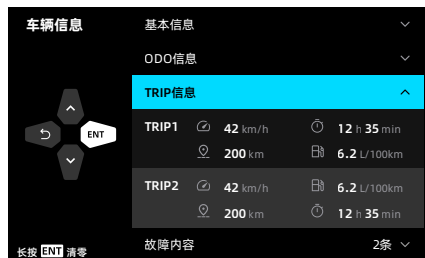 车辆信息
基本信息
ODO信息
TRIP信息
ENT
TRIP1 42 km/h 12 h 35 min
200 km 6.2 L/100km
TRIP2 42 km/h 6.2 L/100km
200 km 12 h 35 min
故障内容 2条
长按 ENT 清零